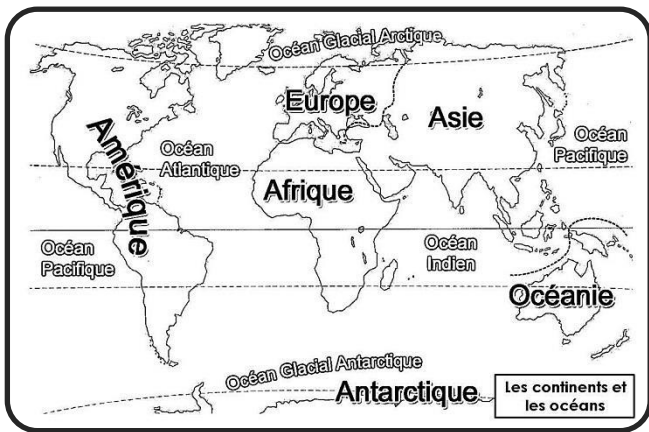 Océan Glacial Arctique
Europe
Asie
Amérique
Océan
Atlantique
Océan
Pacifique
Afrique
Océan
Pacifique
Océan
Indien
Océanie
Océan Glacial Antarctique
Antarctique
Les continents et
les océans